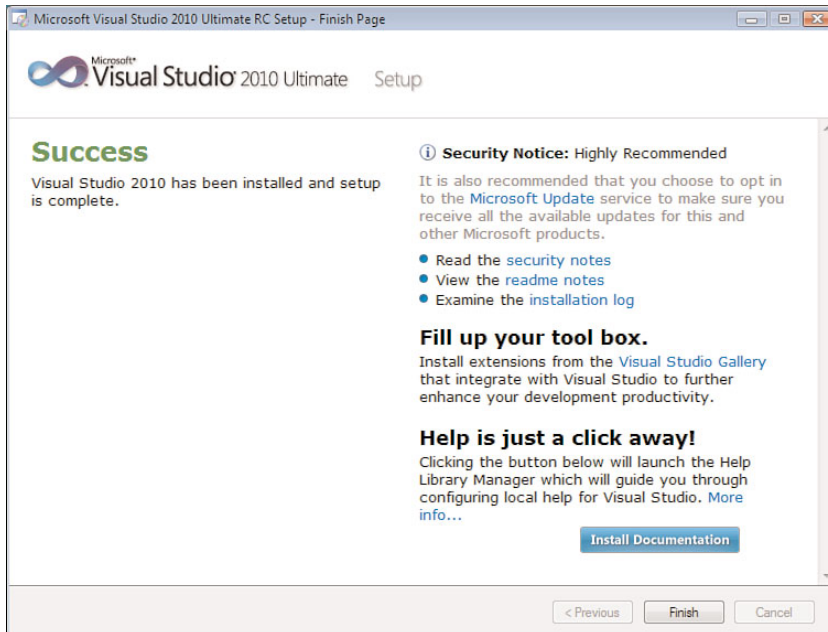 Microsoft Visual Studio 2010 Ultimate RC Setup - Finish Page
Microsoft®
Visual Studio® 2010 Ultimate Setup
Success
Visual Studio 2010 has been installed and setup
is complete.
Security Notice: Highly Recommended
It is also recommended that you choose to opt in
to the Microsoft Update service to make sure you
receive all the available updates for this and
other Microsoft products.
Read the security notes
View the readme notes
Examine the installation log
Fill up your tool box.
Install extensions from the Visual Studio Gallery
that integrate with Visual Studio to further
enhance your development productivity.
Help is just a click away!
Clicking the button below will launch the Help
Library Manager which will guide you through
configuring local help for Visual Studio. More
info...
Install Documentation
< Previous Finish Cancel